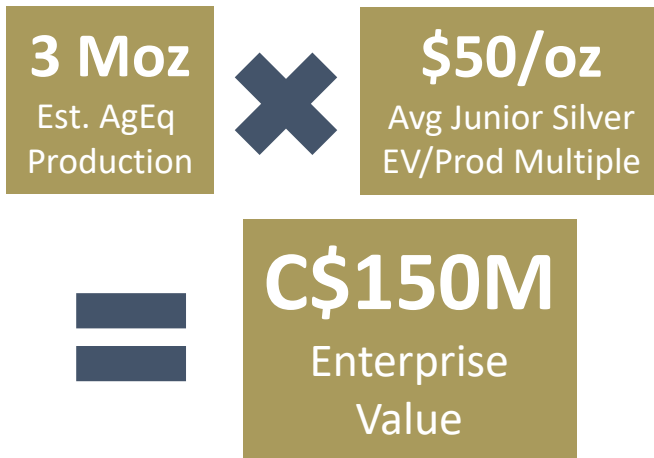 3 Moz
Est. AgEq
Production
$50/oz
Avg Junior Silver
EV/Prod Multiple
C$150M
Enterprise
Value